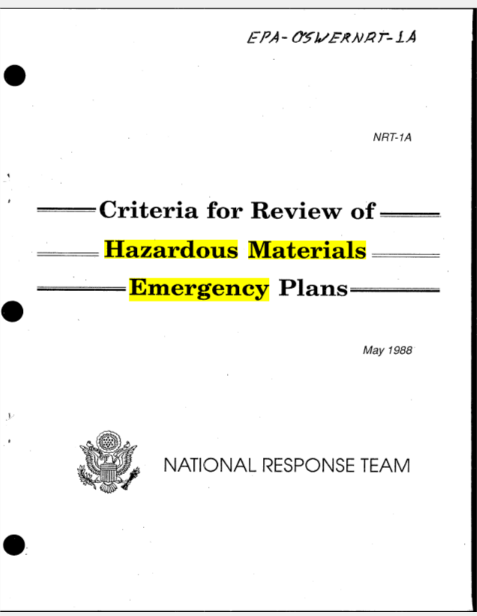 EPA-OSWERNRT-1A
NRT-1A
Criteria for Review of
Hazardous Materials
Emergency Plans
May 1988
NATIONAL RESPONSE TEAM